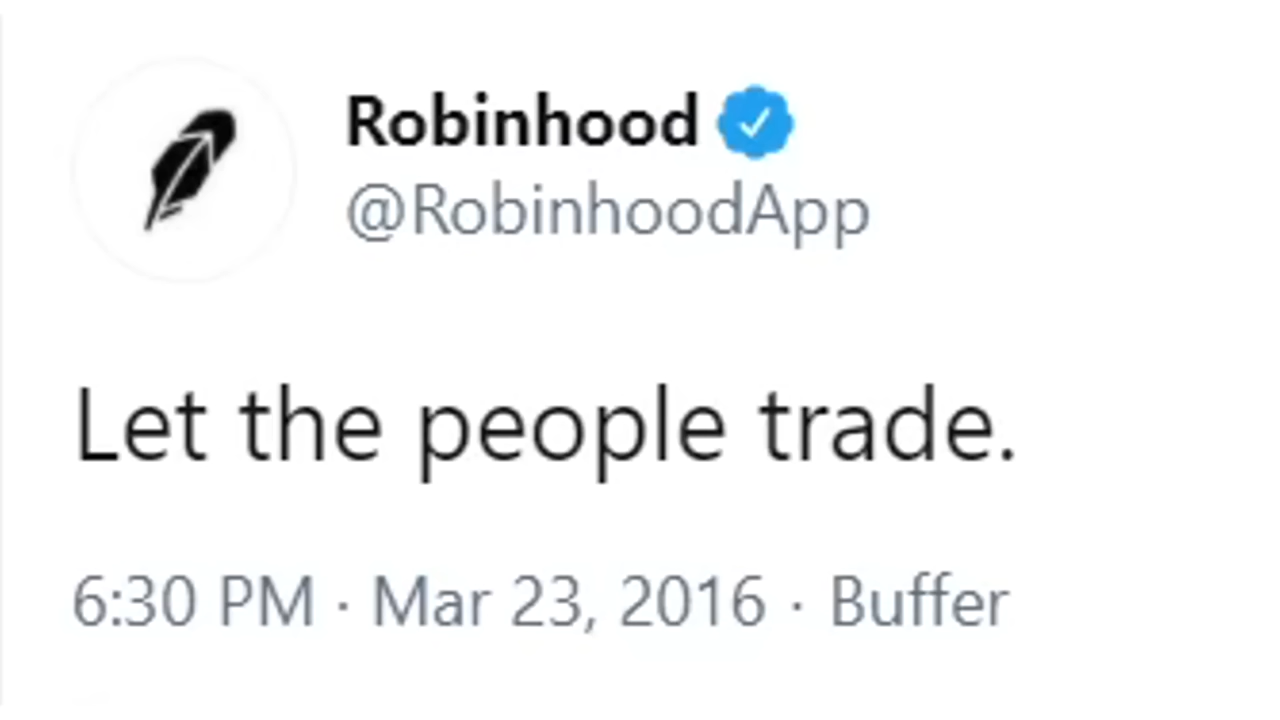 Robinhood
@RobinhoodApp
Let the people trade.
6:30 PM · Mar 23, 2016 · Buffer